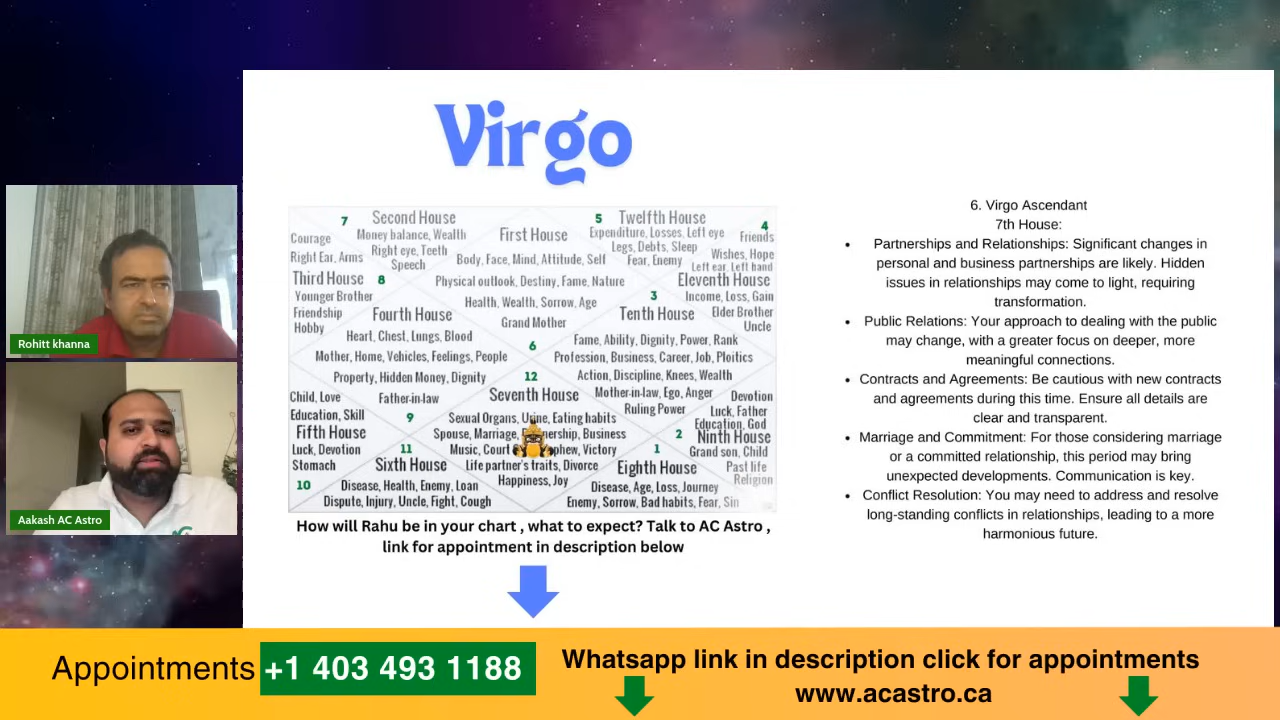 Virgo
7
Second House
5
Twelfth House
4
Courage
Money balance, Wealth
First House
Expenditure, Losses, Left eye
Friends
Right Ear, Arms
Right eye, Teeth
Speech
Body, Face, Mind, Attitude, Self
Legs, Debts, Sleep
Fear, Enemy
Wishes, Hope
Left ear, Left hand
Third House
8
Physical outlook, Destiny, Fame, Nature
Eleventh House
Younger Brother
3
Income, Loss, Gain
Friendship
Hobby
Fourth House
Health, Wealth, Sorrow, Age
Grand Mother
Tenth House
Elder Brother
Uncle
Heart, Chest, Lungs, Blood
6
Fame, Ability, Dignity, Power, Rank
Mother, Home, Vehicles, Feelings, People
Profession, Business, Career, Job, Ploitics
Property, Hidden Money, Dignity
12
Action, Discipline, Knees, Wealth
Child, Love
Father-in-law
Seventh House
Mother-in-law, Ego, Anger
Ruling Power
Devotion
Education, Skill
9
Sexual Organs, Urine, Eating habits
Luck, Father
Education, God
Fifth House
Spouse, Marriage,
Business
2
Ninth House
Luck, Devotion
11
Music, Court
Victory
1
Grand son, Child
Stomach
Sixth House
Life partner's traits, Divorce
Eighth House
Past life
Religion
10
Disease, Health, Enemy, Loan
Happiness, Joy
Disease, Age, Loss, Journey
Dispute, Injury, Uncle, Fight, Cough
Enemy, Sorrow, Bad habits, Fear, Sin
How will Rahu be in your chart , what to expect? Talk to AC Astro ,
link for appointment in description below
6. Virgo Ascendant
7th House:
• Partnerships and Relationships: Significant changes in
personal and business partnerships are likely. Hidden
issues in relationships may come to light, requiring
transformation.
• Public Relations: Your approach to dealing with the public
may change, with a greater focus on deeper, more
meaningful connections.
• Contracts and Agreements: Be cautious with new contracts
and agreements during this time. Ensure all details are
clear and transparent.
• Marriage and Commitment: For those considering marriage
or a committed relationship, this period may bring
unexpected developments. Communication is key.
• Conflict Resolution: You may need to address and resolve
long-standing conflicts in relationships, leading to a more
harmonious future.
Rohitt khanna
Aakash AC Astro
Appointments +1 403 493 1188
Whatsapp link in description click for appointments
www.acastro.ca